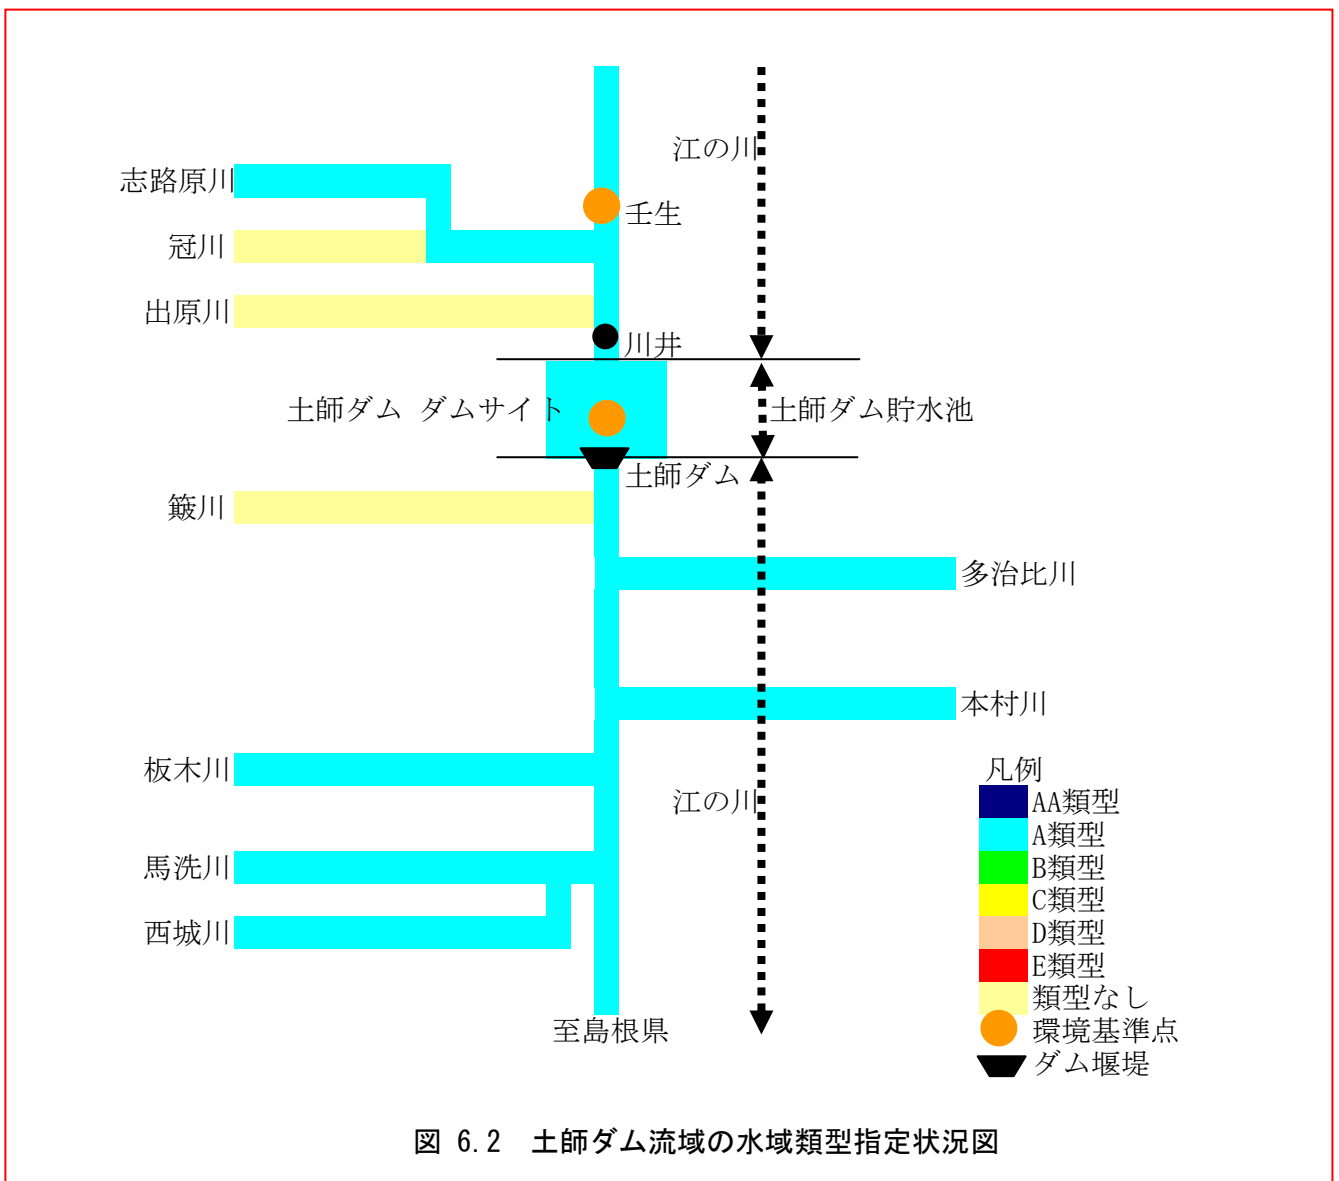 江の川
志路原川
壬生
冠川
出原川
川井
土師ダム ダムサイト
土師ダム貯水池
土師ダム
簸川
多治比川
本村川
板木川
江の川
馬洗川
西城川
至島根県
凡例
AA類型
A類型
B類型
C類型
D類型
E類型
類型なし
環境基準点
ダム堰堤
図 6.2 土師ダム流域の水域類型指定状況図